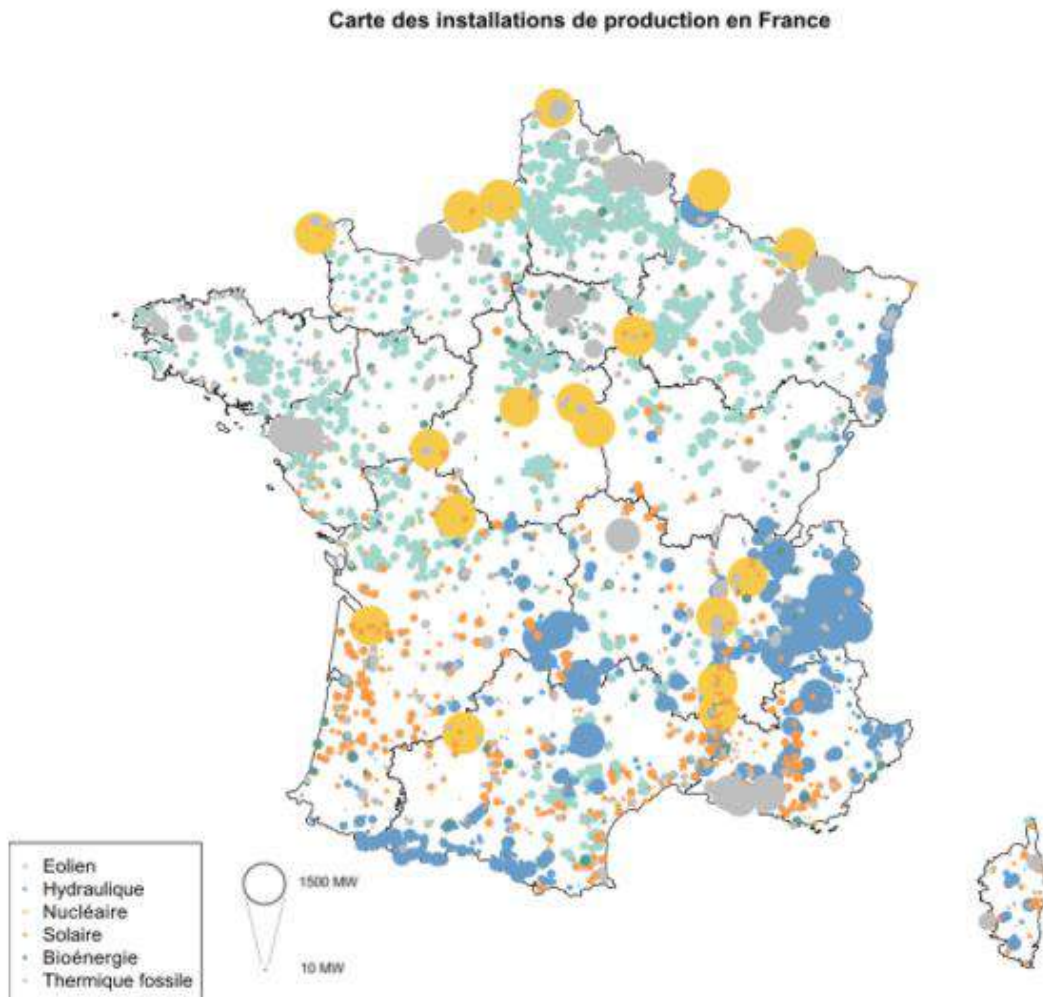 Carte des installations de production en France
Eolien
Hydraulique
Nucléaire
Solaire
Bioénergie
Thermique fossile
1500 MW
10 MW